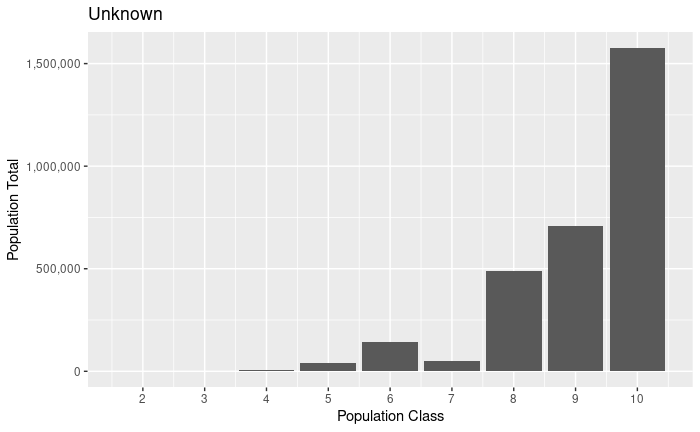 Unknown
Population Total
1,500,000
1,000,000
500,000
0
2 3 4 5 6 7 8 9 10
Population Class